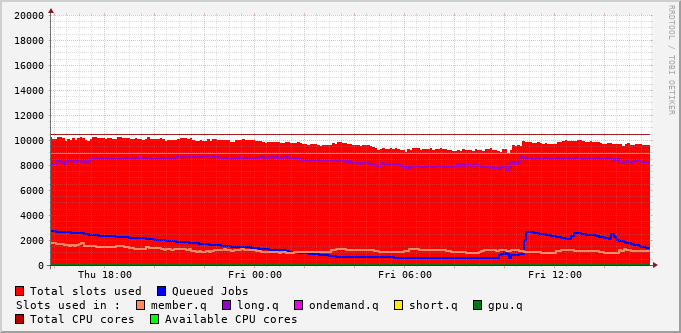 RRDTOOL / TOBI OETIKER
20000
18000
16000
14000
12000
10000
8000
6000
4000
2000
0
Thu 18:00 Fri 00:00 Fri 06:00 Fri 12:00
Total slots used Queued Jobs
Slots used in : member.q long.q ondemand.q short.q gpu.q
Total CPU cores Available CPU cores